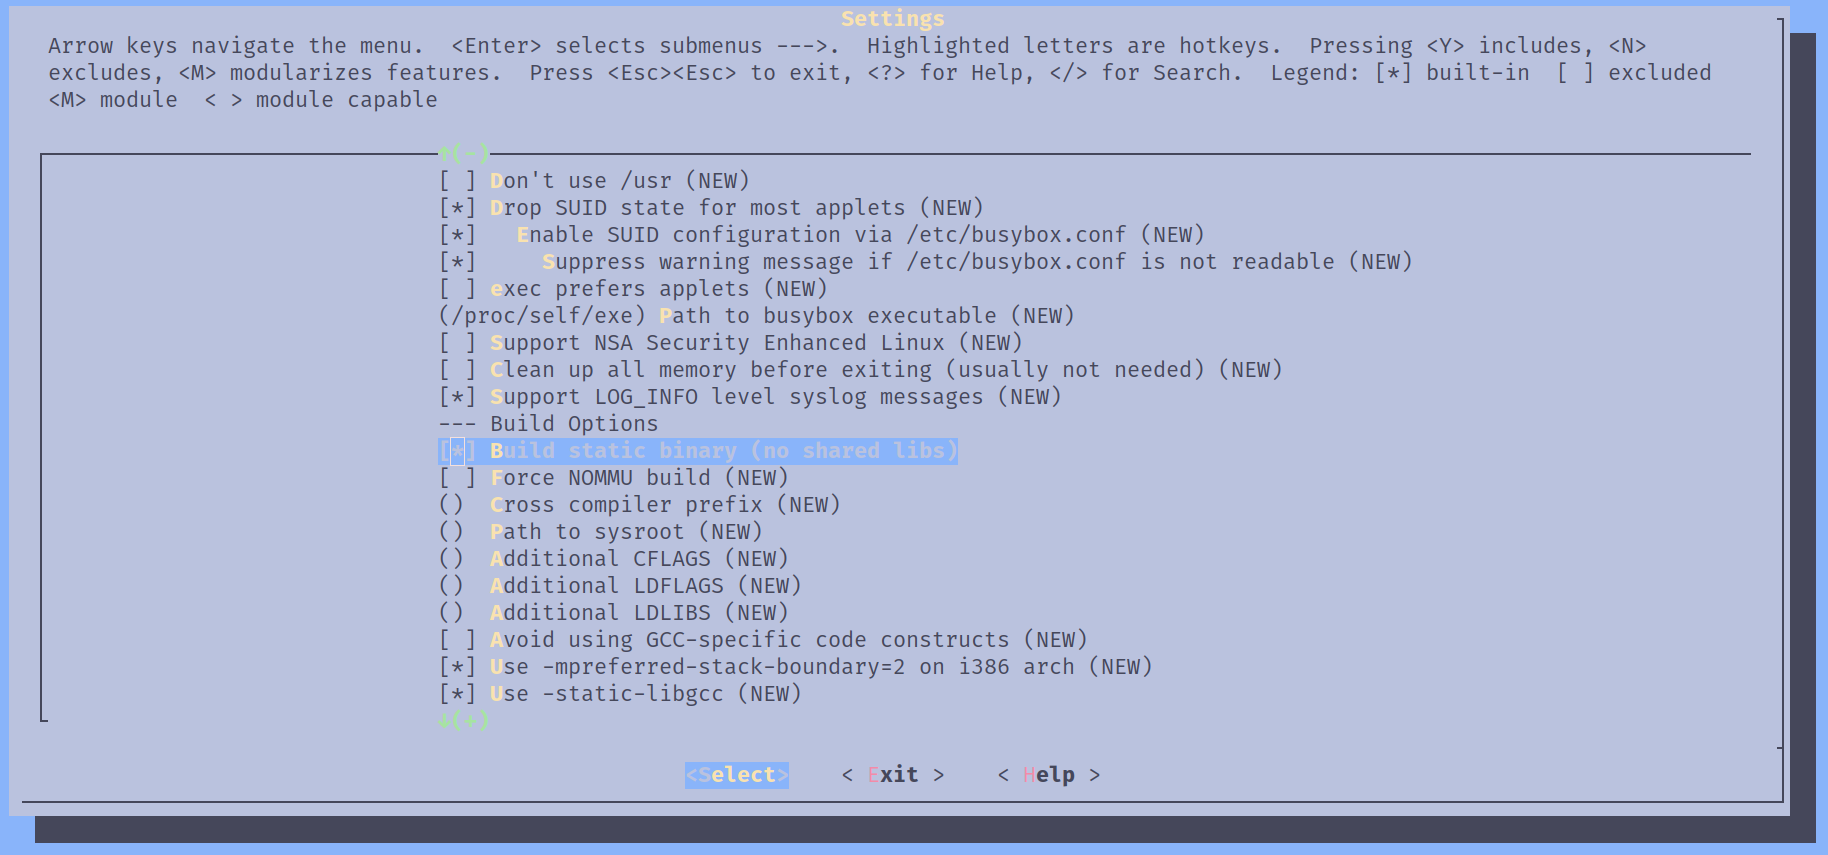 Settings
Arrow keys navigate the menu.  <Enter> selects submenus --->.  Highlighted letters are hotkeys.  Pressing <Y> includes, <N>
excludes, <M> modularizes features.  Press <Esc><Esc> to exit, <?> for Help, </> for Search.  Legend: [*] built-in  [ ] excluded
<M> module  < > module capable
↑(-)
[ ] Don't use /usr (NEW)
[*] Drop SUID state for most applets (NEW)
[*]   Enable SUID configuration via /etc/busybox.conf (NEW)
[*]     Suppress warning message if /etc/busybox.conf is not readable (NEW)
[ ] exec prefers applets (NEW)
(/proc/self/exe) Path to busybox executable (NEW)
[ ] Support NSA Security Enhanced Linux (NEW)
[ ] Clean up all memory before exiting (usually not needed) (NEW)
[*] Support LOG_INFO level syslog messages (NEW)
--- Build Options
[*] Build static binary (no shared libs)
[ ] Force NOMMU build (NEW)
()  Cross compiler prefix (NEW)
()  Path to sysroot (NEW)
()  Additional CFLAGS (NEW)
()  Additional LDFLAGS (NEW)
()  Additional LDLIBS (NEW)
[ ] Avoid using GCC-specific code constructs (NEW)
[*] Use -mpreferred-stack-boundary=2 on i386 arch (NEW)
[*] Use -static-libgcc (NEW)
↓(+)
<Select>    < Exit >    < Help >